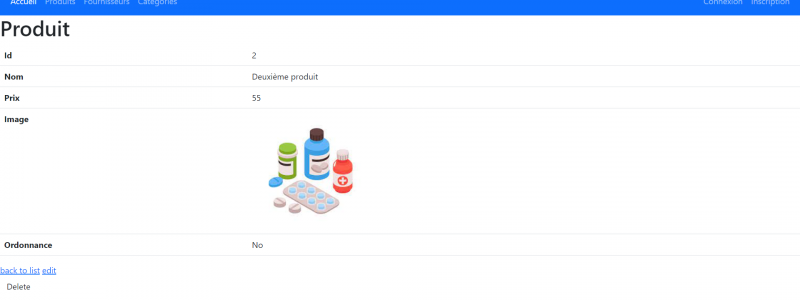 Accueil Produits Fournisseurs Catégories Connexion Inscription
Produit
Id 2
Nom Deuxième produit
Prix 55
Image
Ordonnance No
back to list edit
Delete